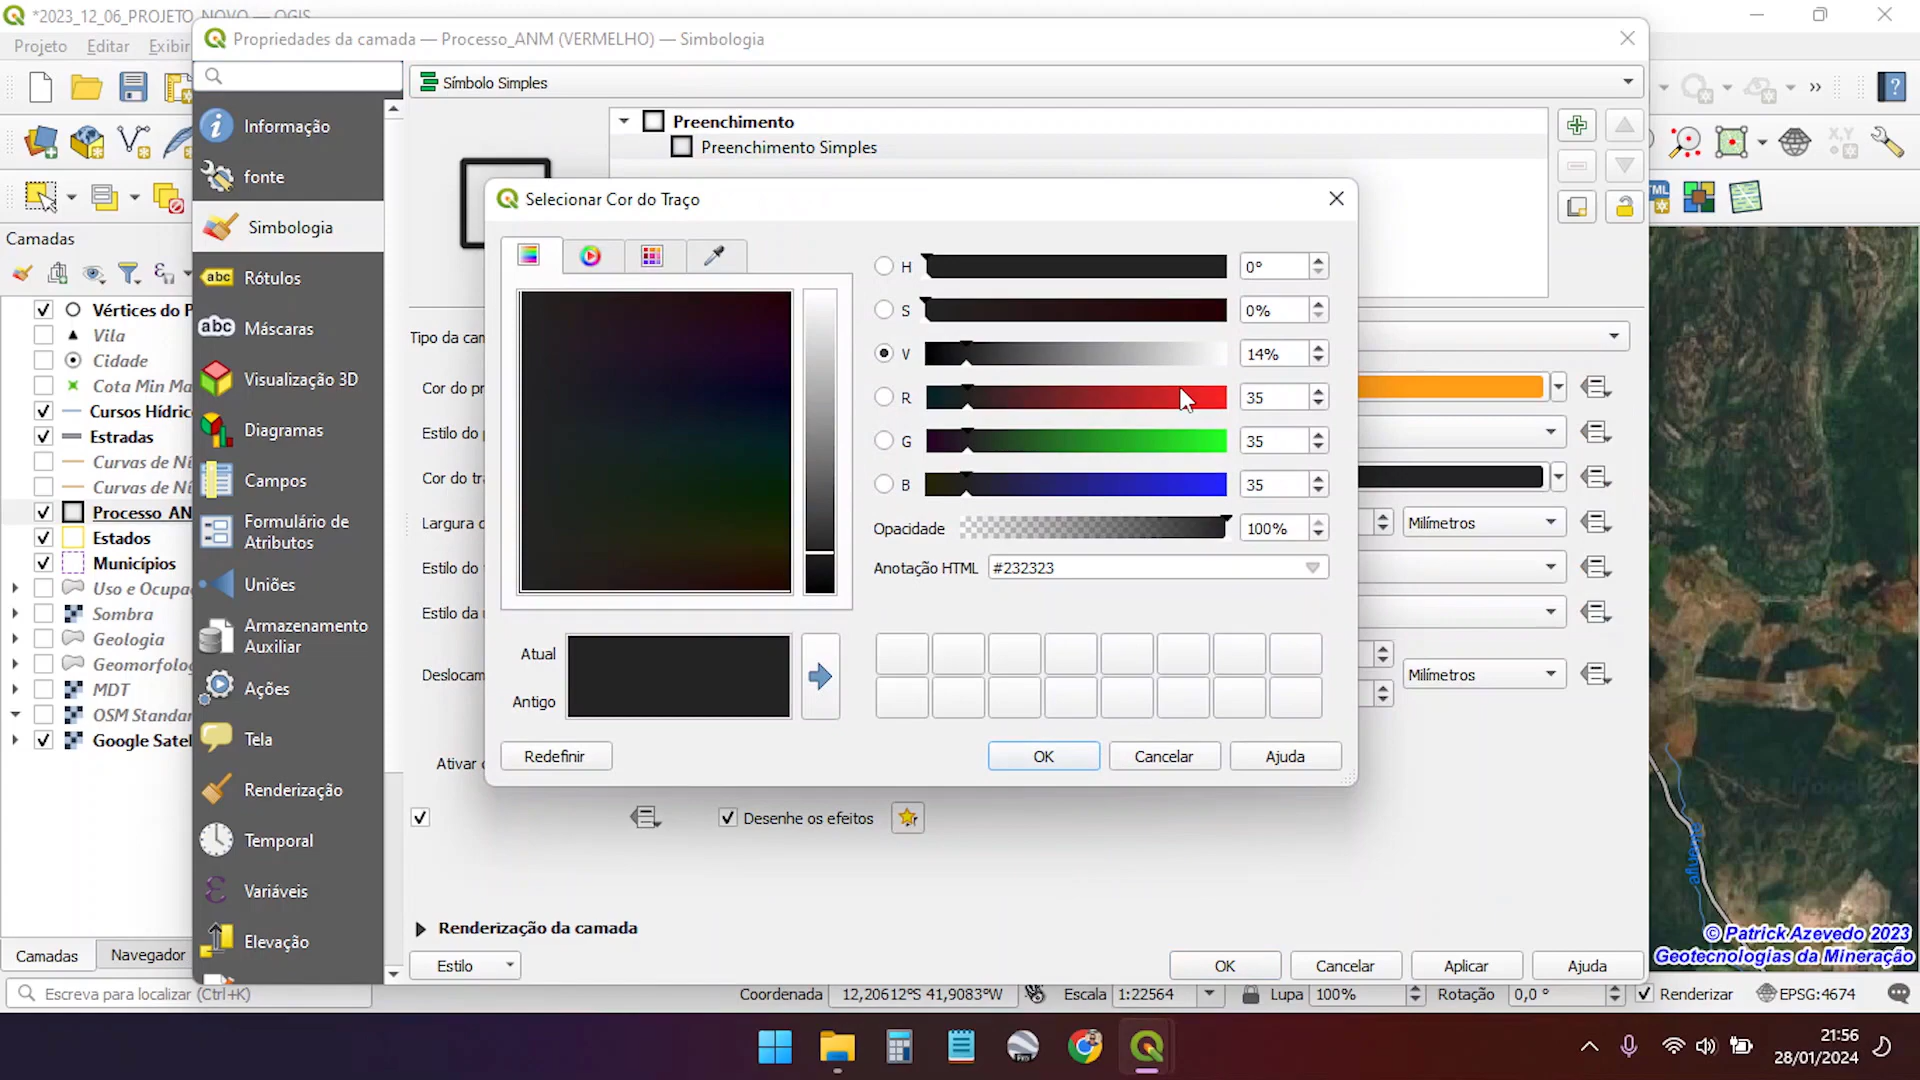 *2023_12_06_PROJETO_NOVO — QGIS
Projeto Editar Exibir
Propriedades da camada — Processo_ANM (VERMELHO) — Simbologia
Símbolo Simples
Preenchimento
Preenchimento Simples
Informação
fonte
Simbologia
Rótulos
Máscaras
Visualização 3D
Diagramas
Campos
Formulário de
Atributos
Uniões
Armazenamento
Auxiliar
Ações
Tela
Renderização
Temporal
Variáveis
Elevação
Camadas
Vértices do P
Vila
Cidade
Cota Min Ma
Cursos Hídric
Estradas
Curvas de Ní
Curvas de Ní
Processo_AN
Estados
Municípios
Uso e Ocupa
Sombra
Geologia
Geomorfolog
MDT
OSM Standar
Google Satel
Camadas Navegador
Tipo da cam
Cor do pr
Estilo do
Cor do tra
Largura d
Estilo do
Estilo da
Deslocam
Ativar
Milímetros
Milímetros
Selecionar Cor do Traço
H 0°
S 0%
V 14%
R 35
G 35
B 35
Opacidade 100%
Anotação HTML #232323
Atual
Antigo
Redefinir OK Cancelar Ajuda
Desenhe os efeitos
Renderização da camada
Estilo OK Cancelar Aplicar Ajuda
afluente
© Patrick Azevedo 2023
Geotecnologias da Mineração
Escreva para localizar (Ctrl+K) Coordenada 12,20612°S 41,9083°W Escala 1:22564 Lupa 100% Rotação 0,0 ° Renderizar EPSG:4674
21:56
28/01/2024